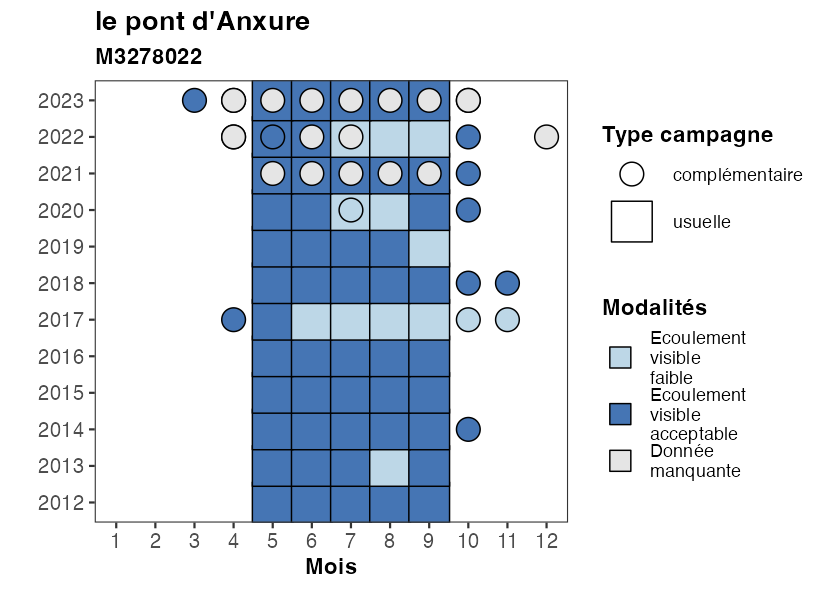 le pont d'Anxure
M3278022
2023
2022
2021
2020
2019
2018
2017
2016
2015
2014
2013
2012
1 2 3 4 5 6 7 8 9 10 11 12
Mois
Type campagne
complémentaire
usuelle
Modalités
Ecoulement
visible
faible
Ecoulement
visible
acceptable
Donnée
manquante